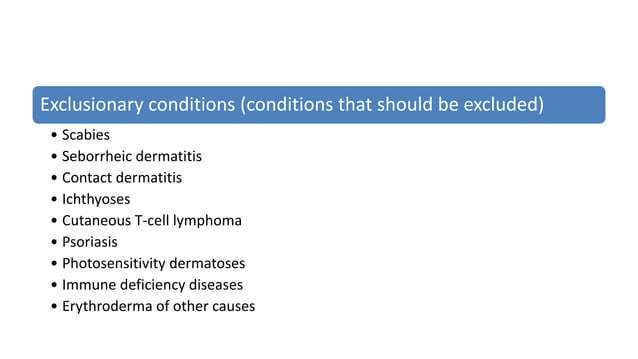 Exclusionary conditions (conditions that should be excluded)
• Scabies
• Seborrheic dermatitis
• Contact dermatitis
• Ichthyoses
• Cutaneous T-cell lymphoma
• Psoriasis
• Photosensitivity dermatoses
• Immune deficiency diseases
• Erythroderma of other causes